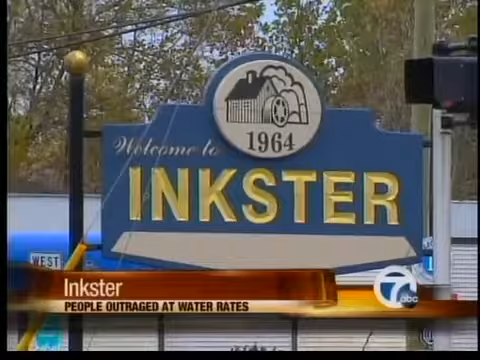 1964
Welcome to
INKSTER
WEST
Inkster
PEOPLE OUTRAGED AT WATER RATES
7 abc